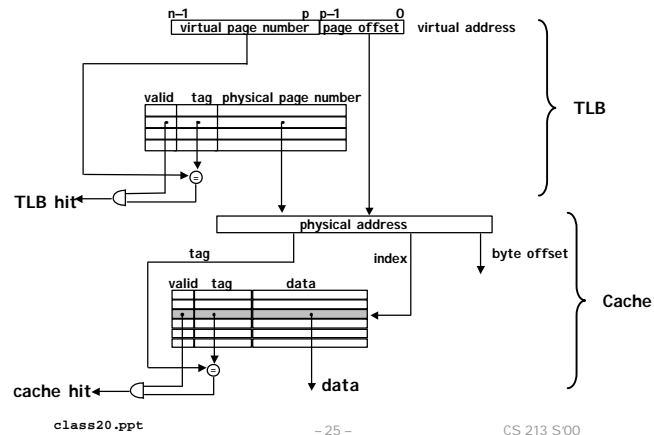 n–1 p p–1 0
virtual page number page offset virtual address
valid tag physical page number
TLB
=
TLB hit
physical address
tag index byte offset
valid tag data
Cache
=
cache hit data
class20.ppt – 25 – CS 213 S'00